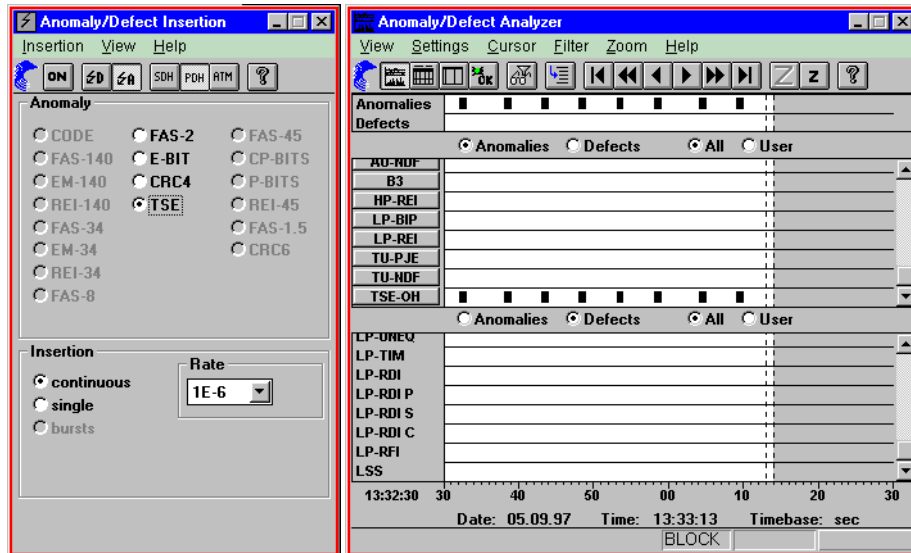 Anomaly/Defect Insertion
Insertion View Help
ON D A SDH PDH ATM ?
Anomaly
CODE FAS-2 FAS-45
FAS-140 E-BIT CP-BITS
EM-140 CRC4 P-BITS
REI-140 TSE REI-45
FAS-34 FAS-1.5
EM-34 CRC6
REI-34
FAS-8
Insertion
continuous
single
bursts
Rate
1E-6
Anomaly/Defect Analyzer
View Settings Cursor Filter Zoom Help
OK Z Z ?
Anomalies
Defects
Anomalies Defects All User
AU-NDF
B3
HP-REI
LP-BIP
LP-REI
TU-PJE
TU-NDF
TSE-OH
Anomalies Defects All User
LP-UNEQ
LP-TIM
LP-RDI
LP-RDI P
LP-RDI S
LP-RDI C
LP-RFI
LSS
13:32:30 30 40 50 00 10 20 30
Date: 05.09.97 Time: 13:33:13 Timebase: sec
BLOCK